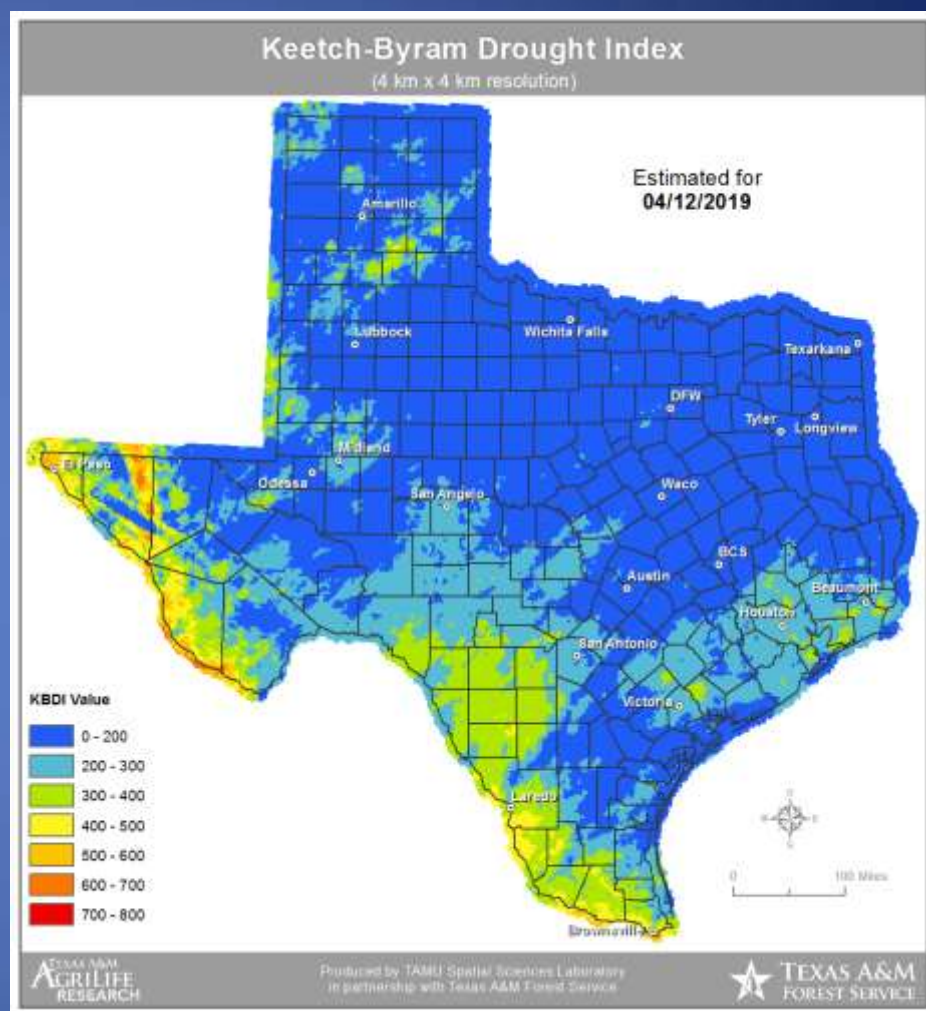 Keetch-Byram Drought Index
(4 km x 4 km resolution)
Estimated for
04/12/2019
Amarillo
Lubbock
Wichita Falls
Texarkana
DFW
Tyler
Longview
El Paso
Midland
Odessa
San Angelo
Waco
BCS
Austin
Beaumont
Houston
San Antonio
Victoria
Laredo
Brownsville
KBDI Value
0 - 200
200 - 300
300 - 400
400 - 500
500 - 600
600 - 700
700 - 800
0
100 Miles
TEXAS A&M
AGRILIFE
RESEARCH
Produced by TAMU Spatial Sciences Laboratory
in partnership with Texas A&M Forest Service
TEXAS A&M
FOREST SERVICE